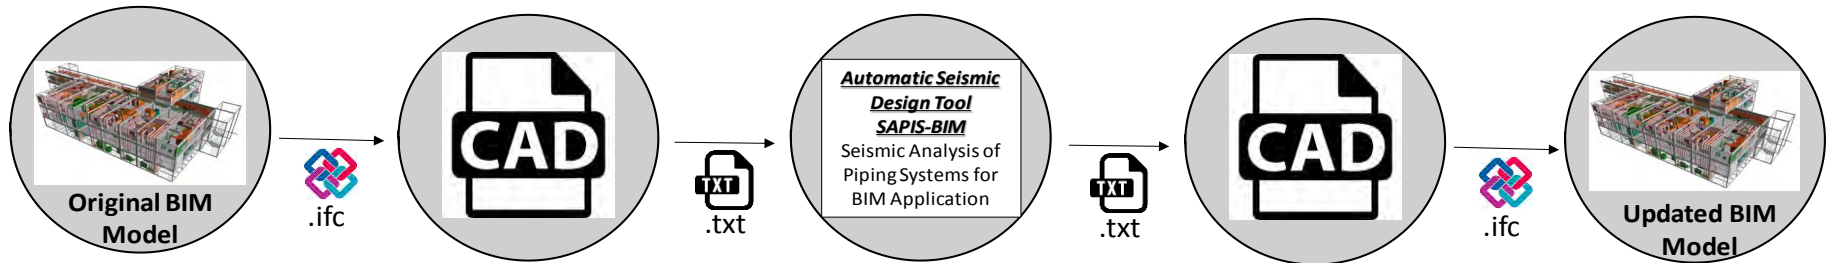 Original BIM
Model
.ifc
CAD
TXT
.txt
Automatic Seismic
Design Tool
SAPIS-BIM
Seismic Analysis of
Piping Systems for
BIM Application
TXT
.txt
CAD
.ifc
Updated BIM
Model